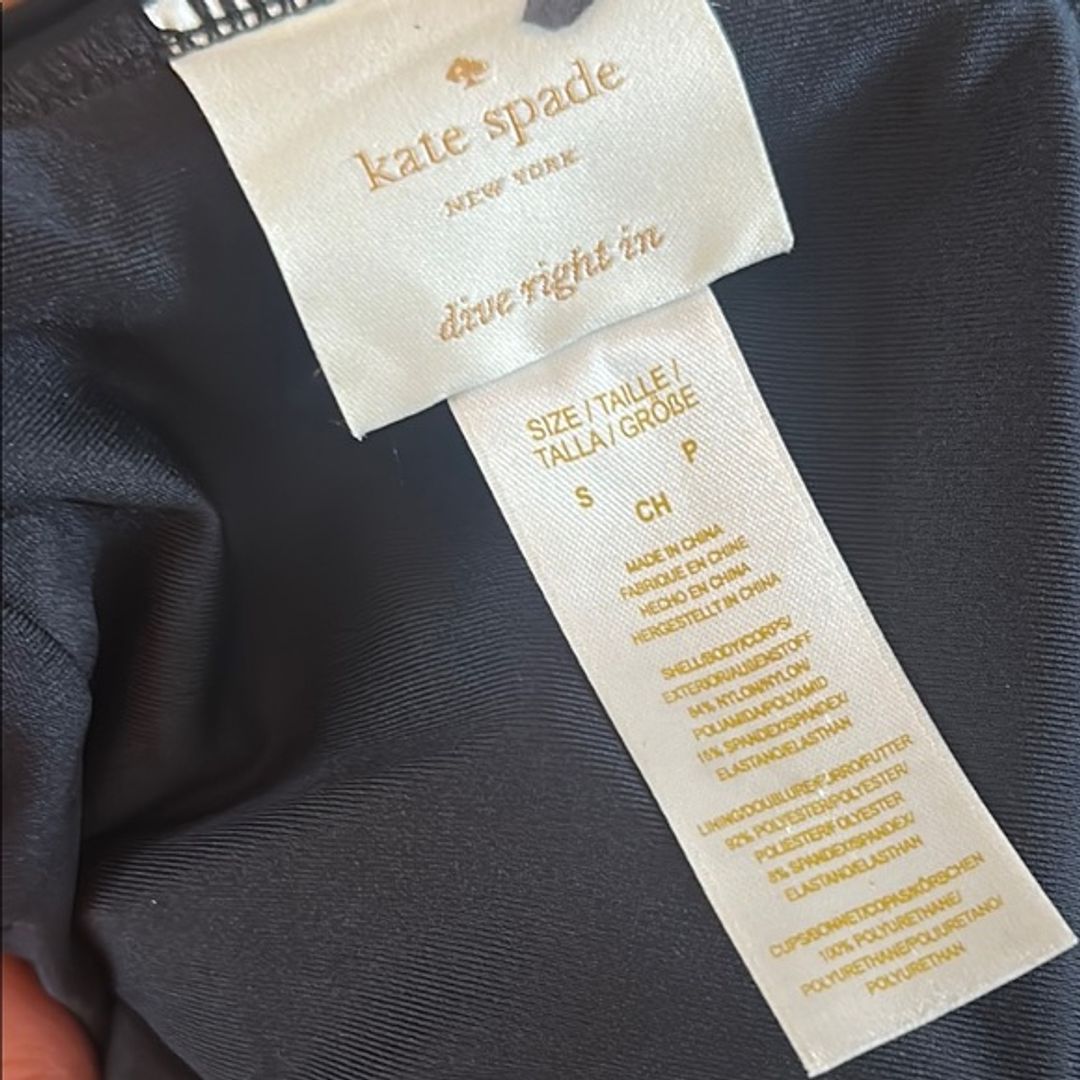 kate spade
NEW YORK
dive right in
SIZE / TAILLE /
TALLA / GRÖßE
S CH P
MADE IN CHINA
FABRIQUE EN CHINE
HECHO EN CHINA
HERGESTELLT IN CHINA
SHELL/BODY/CORPS/
EXTERIOR/AUßENSTOFF
84% NYLON/NYLON/
POLIAMIDA/POLYAMID
16% SPANDEX/SPANDEX/
ELASTANO/ELASTHAN
LINING/DOUBLURE/FORRO/FUTTER
92% POLYESTER/POLYESTER/
POLIESTER/POLYESTER
8% SPANDEX/SPANDEX/
ELASTANO/ELASTHAN
CUPS/BONNET/COPAS/KÖRBCHEN
100% POLYURETHANE/
POLYURETHANE/POLIURETANO/
POLYURETHAN